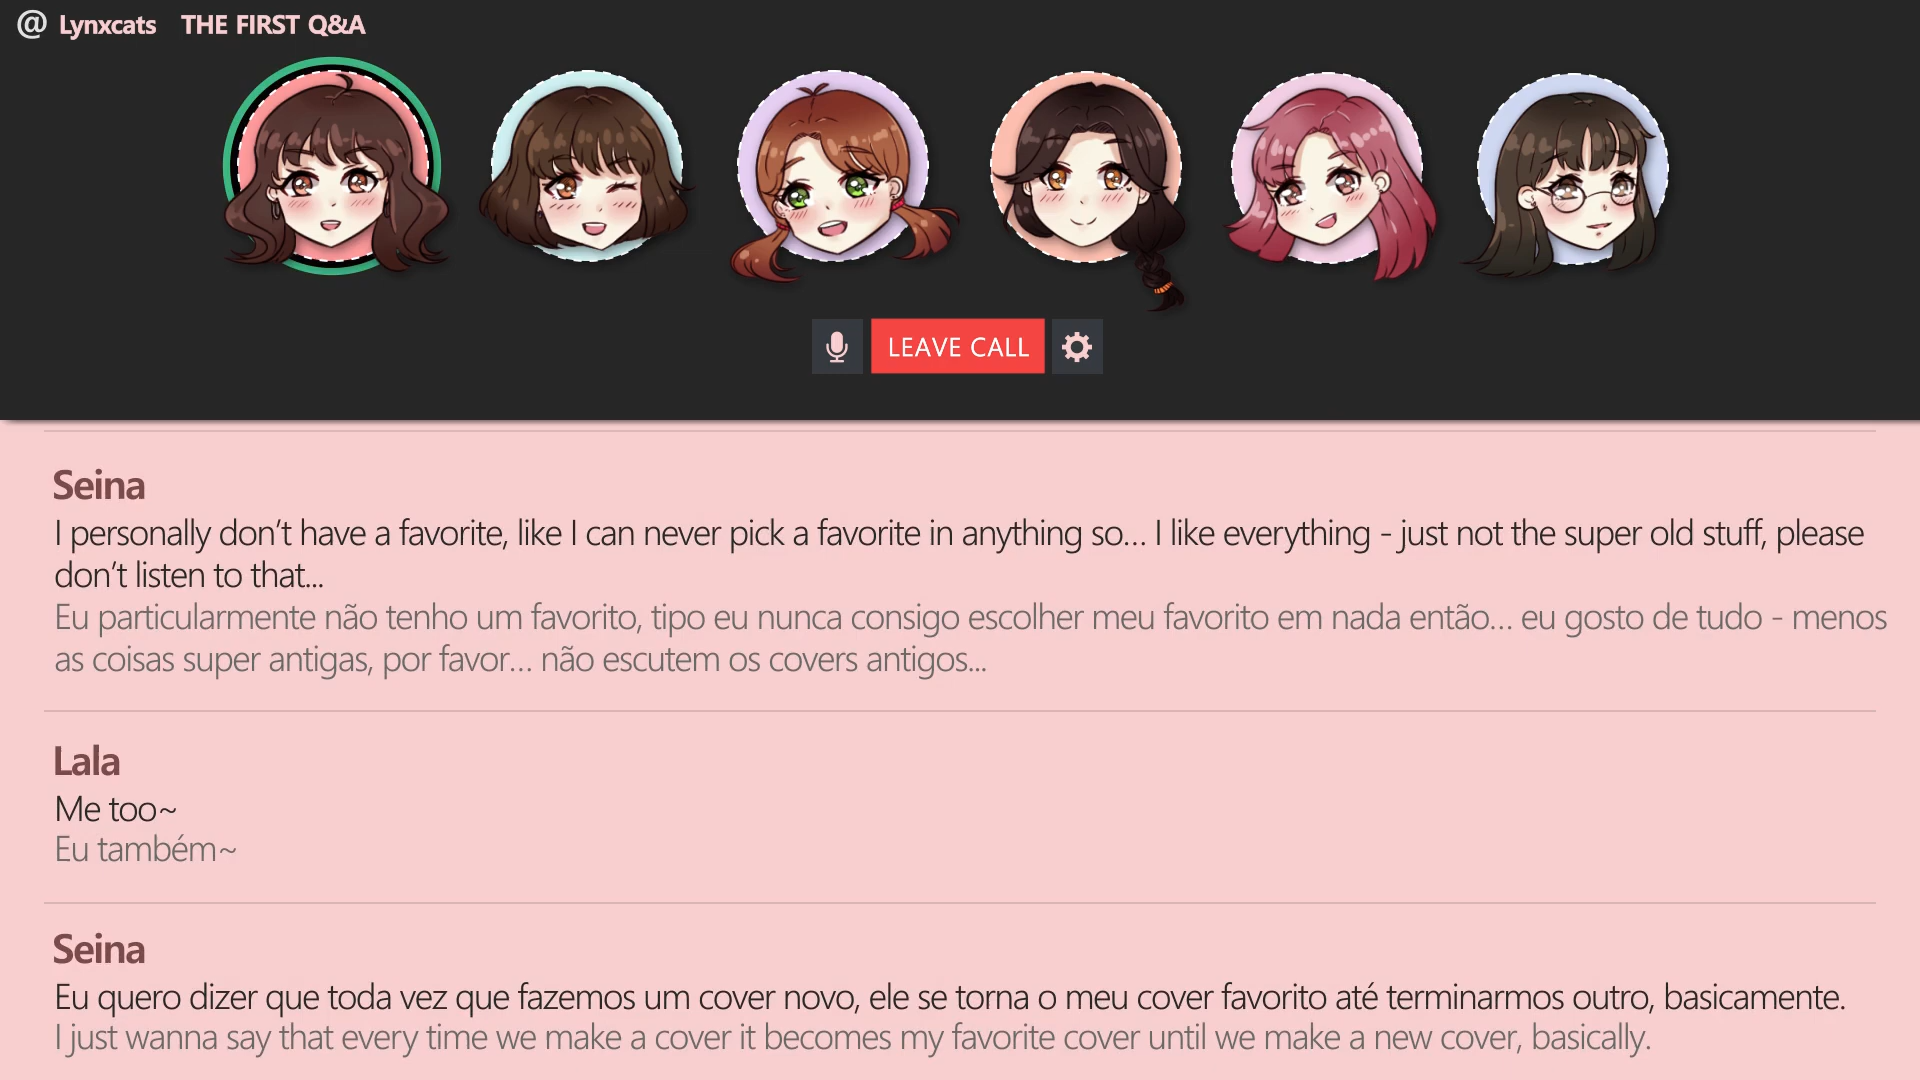 @ Lynxcats THE FIRST Q&A
LEAVE CALL
Seina
I personally don’t have a favorite, like I can never pick a favorite in anything so... I like everything - just not the super old stuff, please
don’t listen to that...
Eu particularmente não tenho um favorito, tipo eu nunca consigo escolher meu favorito em nada então... eu gosto de tudo - menos
as coisas super antigas, por favor... não escutem os covers antigos...
Lala
Me too~
Eu também~
Seina
Eu quero dizer que toda vez que fazemos um cover novo, ele se torna o meu cover favorito até terminarmos outro, basicamente.
I just wanna say that every time we make a cover it becomes my favorite cover until we make a new cover, basically.